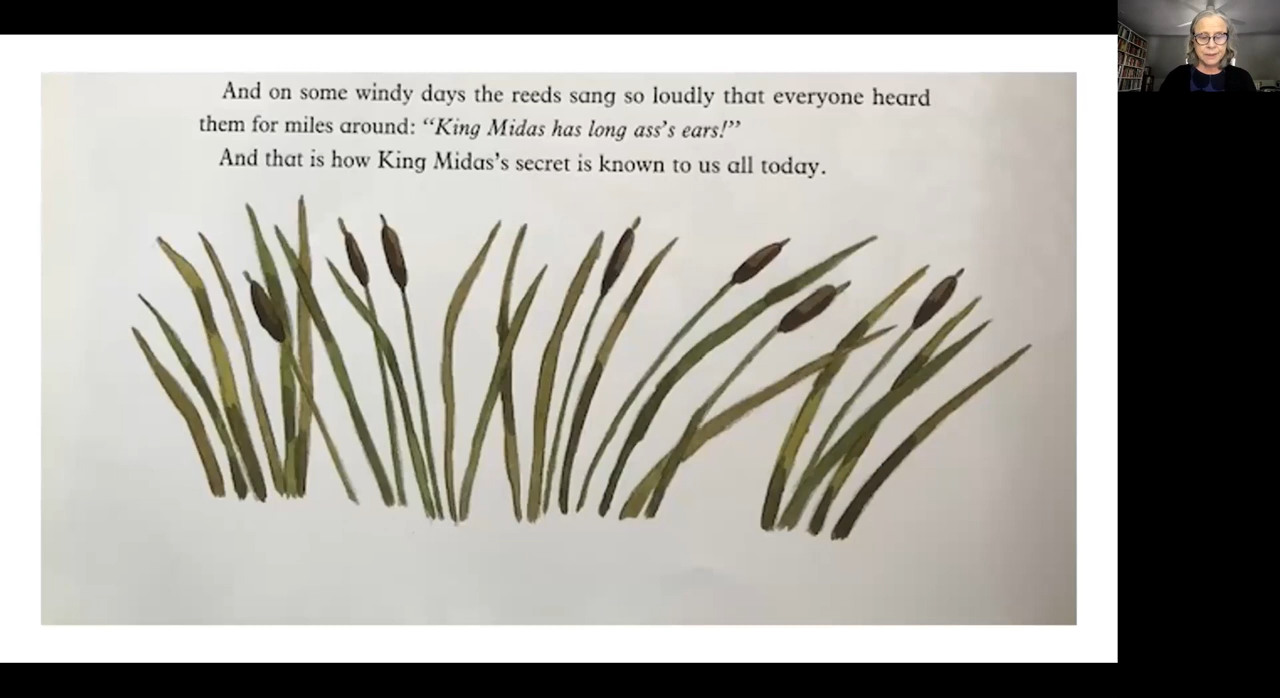 And on some windy days the reeds sang so loudly that everyone heard
them for miles around: “King Midas has long ass’s ears!”
And that is how King Midas’s secret is known to us all today.